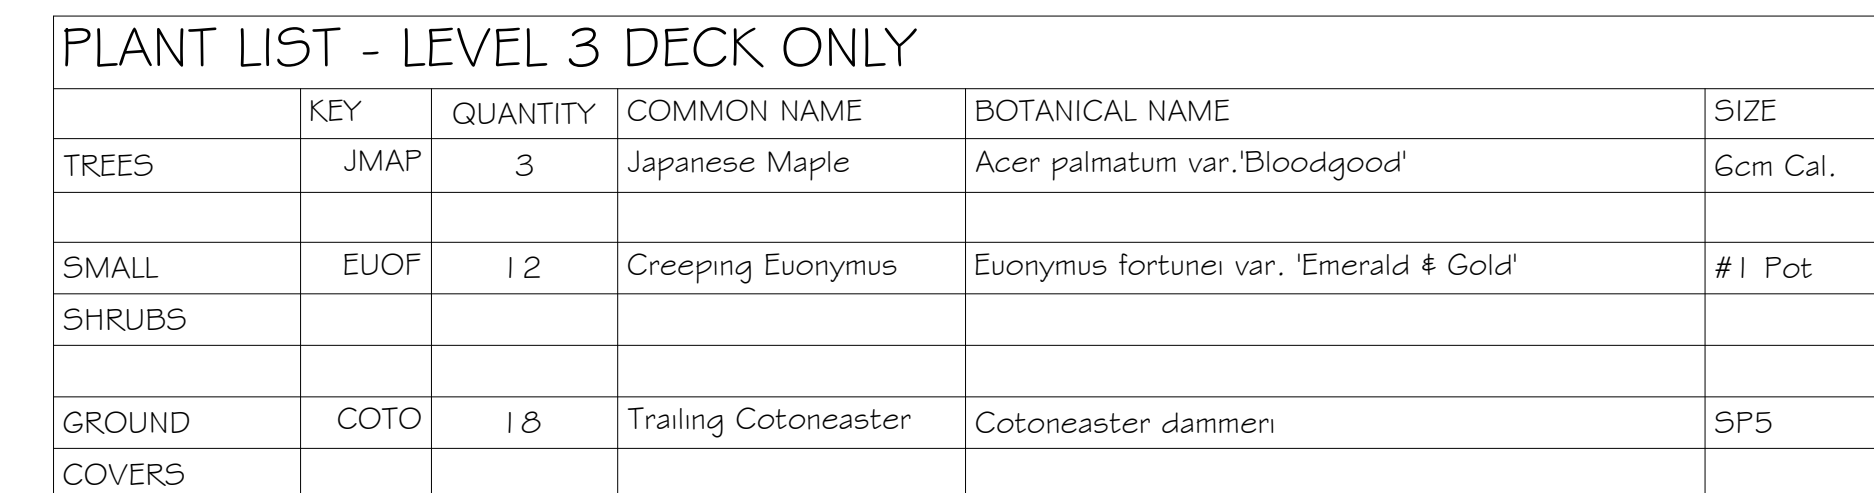 PLANT LIST - LEVEL 3 DECK ONLY
KEY QUANTITY COMMON NAME BOTANICAL NAME SIZE
TREES JMAP 3 Japanese Maple Acer palmatum var.'Bloodgood' 6cm Cal.
SMALL EUOF 12 Creeping Euonymus Euonymus fortunei var. 'Emerald & Gold' #1 Pot
SHRUBS
GROUND COTO 18 Trailing Cotoneaster Cotoneaster dammeri SP5
COVERS